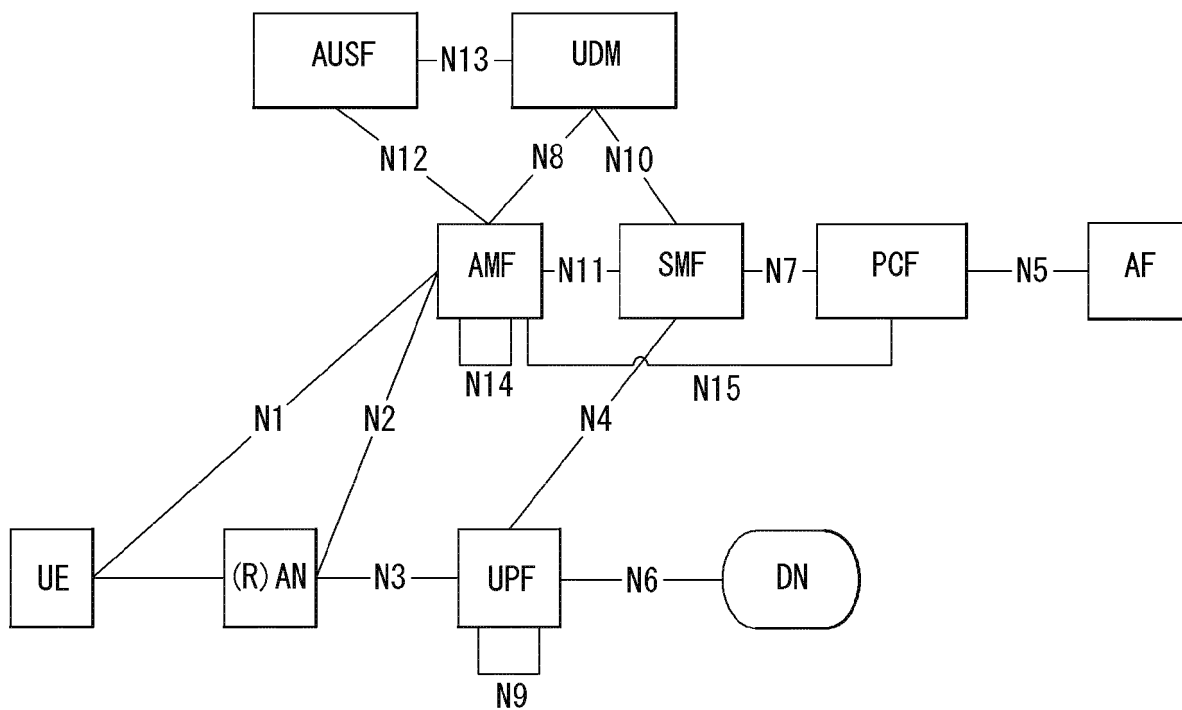 AUSF
N13
UDM
N12
N8
N10
AMF
N11
SMF
N7
PCF
N5
AF
N14
N15
N1
N2
N4
UE
(R)AN
N3
UPF
N6
DN
N9